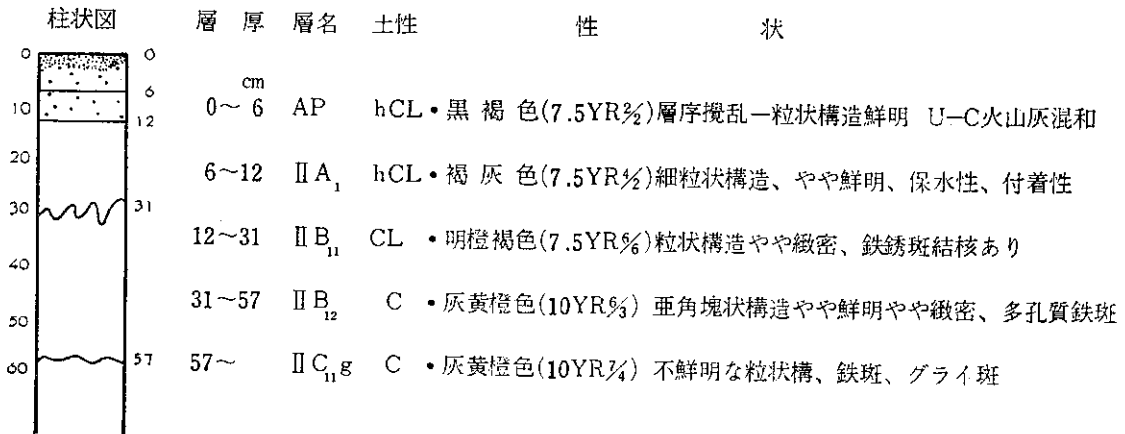 柱状図 層 厚 層名 土性 性 状
0 0
cm
6
0～ 6 AP hCL・黒 褐 色(7.5YR2/2)層序攪乱ー粒状構造鮮明 U－C火山灰混和
10
12
20
6～12 ⅡA₁ hCL・褐 灰 色(7.5YR4/2)細粒状構造、やや鮮明、保水性、付着性
30 31
12～31 ⅡB₁₁ CL ・明橙褐色(7.5YR6/6)粒状構造やや緻密、鉄銹斑結核あり
40
31～57 ⅡB₁₂ C ・灰黄橙色(10YR6/3) 亜角塊状構造やや鮮明やや緻密、多孔質鉄斑
50
60 57
57～ ⅡC₁₁g C ・灰黄橙色(10YR7/4) 不鮮明な粒状構、鉄斑、グライ斑